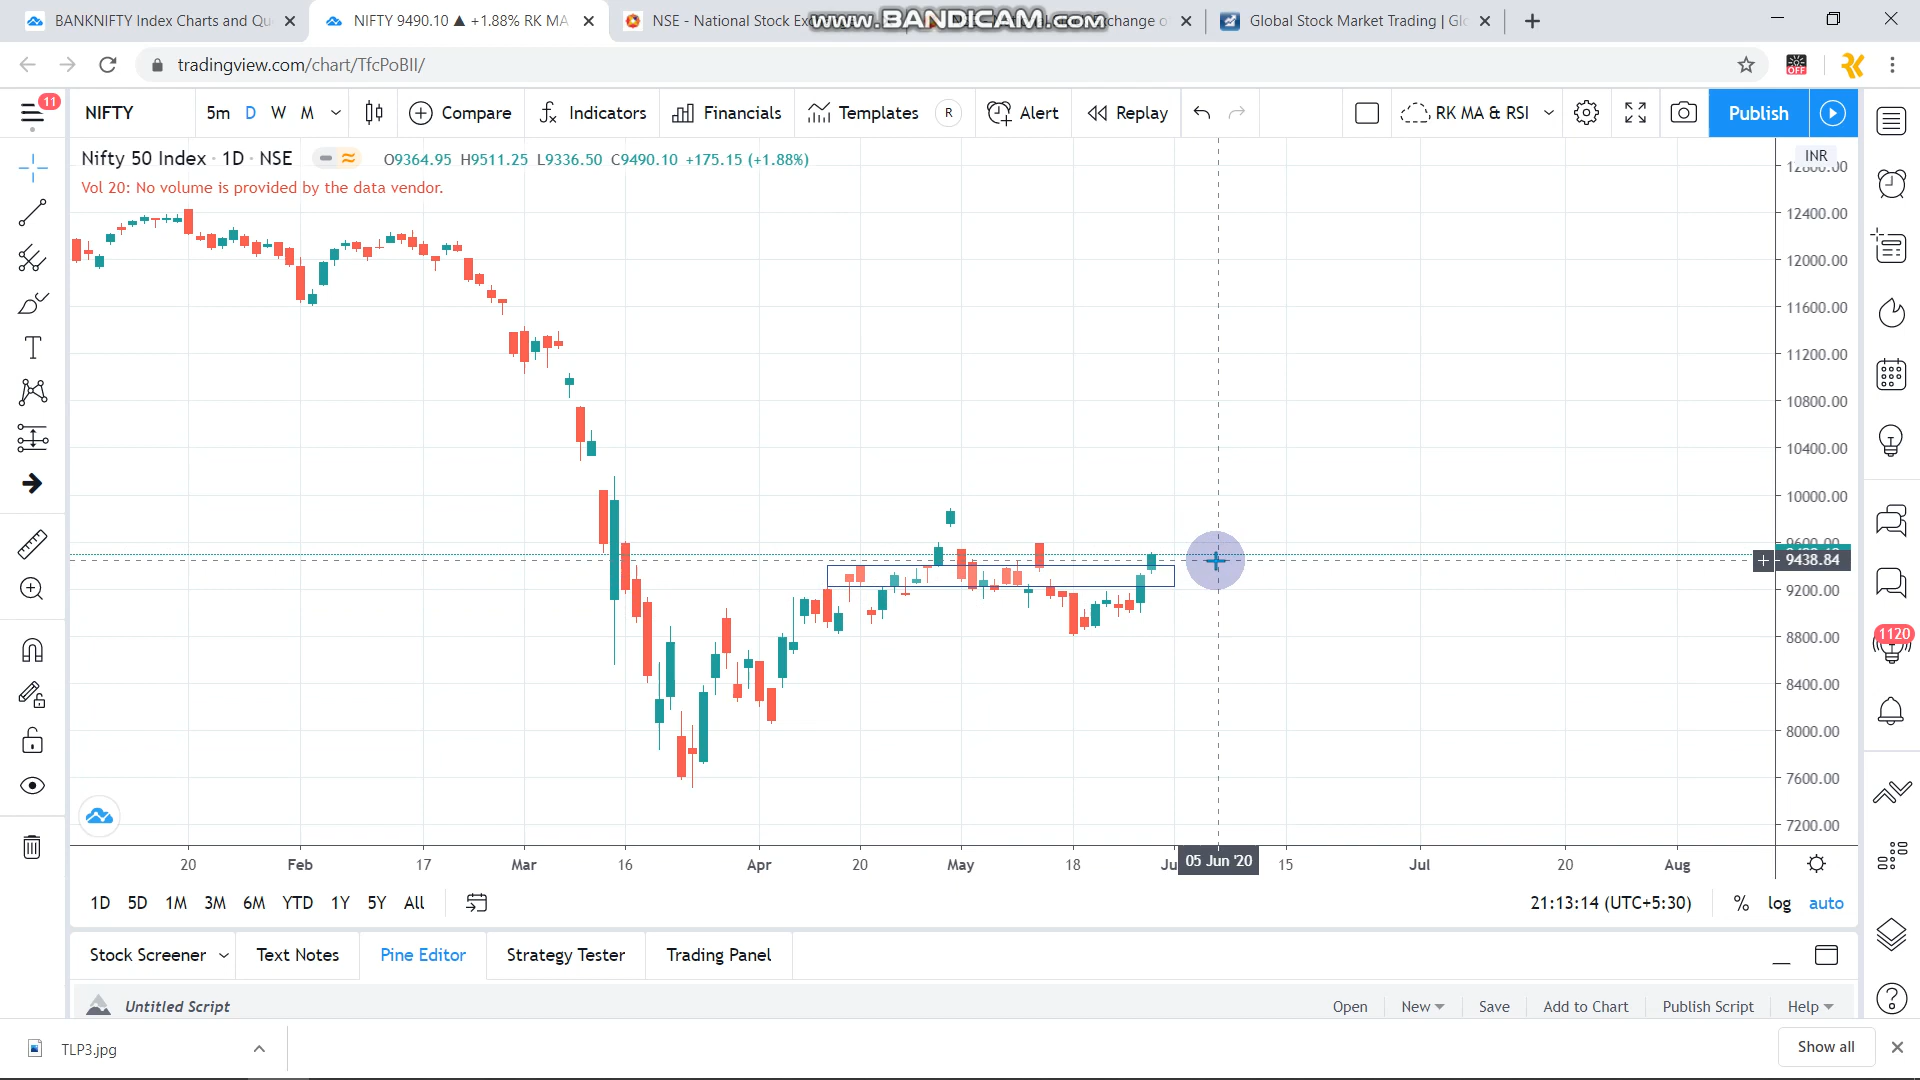 BANKNIFTY Index Charts and Qu
NIFTY 9490.10 ▲ +1.88% RK MA
NSE - National Stock Ex
www.BANDICAM.com
change o
Global Stock Market Trading | Gl
tradingview.com/chart/TfcPoBII/
OFF
11
NIFTY
5m
D
W
M
Compare
Indicators
Financials
Templates
R
Alert
Replay
RK MA & RSI
Publish
Nifty 50 Index · 1D · NSE
O9364.95 H9511.25 L9336.50 C9490.10 +175.15 (+1.88%)
Vol 20: No volume is provided by the data vendor.
INR
12800.00
12400.00
12000.00
11600.00
11200.00
10800.00
10400.00
10000.00
9600.00
9438.84
9200.00
8800.00
8400.00
8000.00
7600.00
7200.00
1120
20
Feb
17
Mar
16
Apr
20
May
18
Ju
05 Jun '20
15
Jul
20
Aug
1D 5D 1M 3M 6M YTD 1Y 5Y All
21:13:14 (UTC+5:30)
%
log
auto
Stock Screener
Text Notes
Pine Editor
Strategy Tester
Trading Panel
Untitled Script
Open
New
Save
Add to Chart
Publish Script
Help
TLP3.jpg
Show all